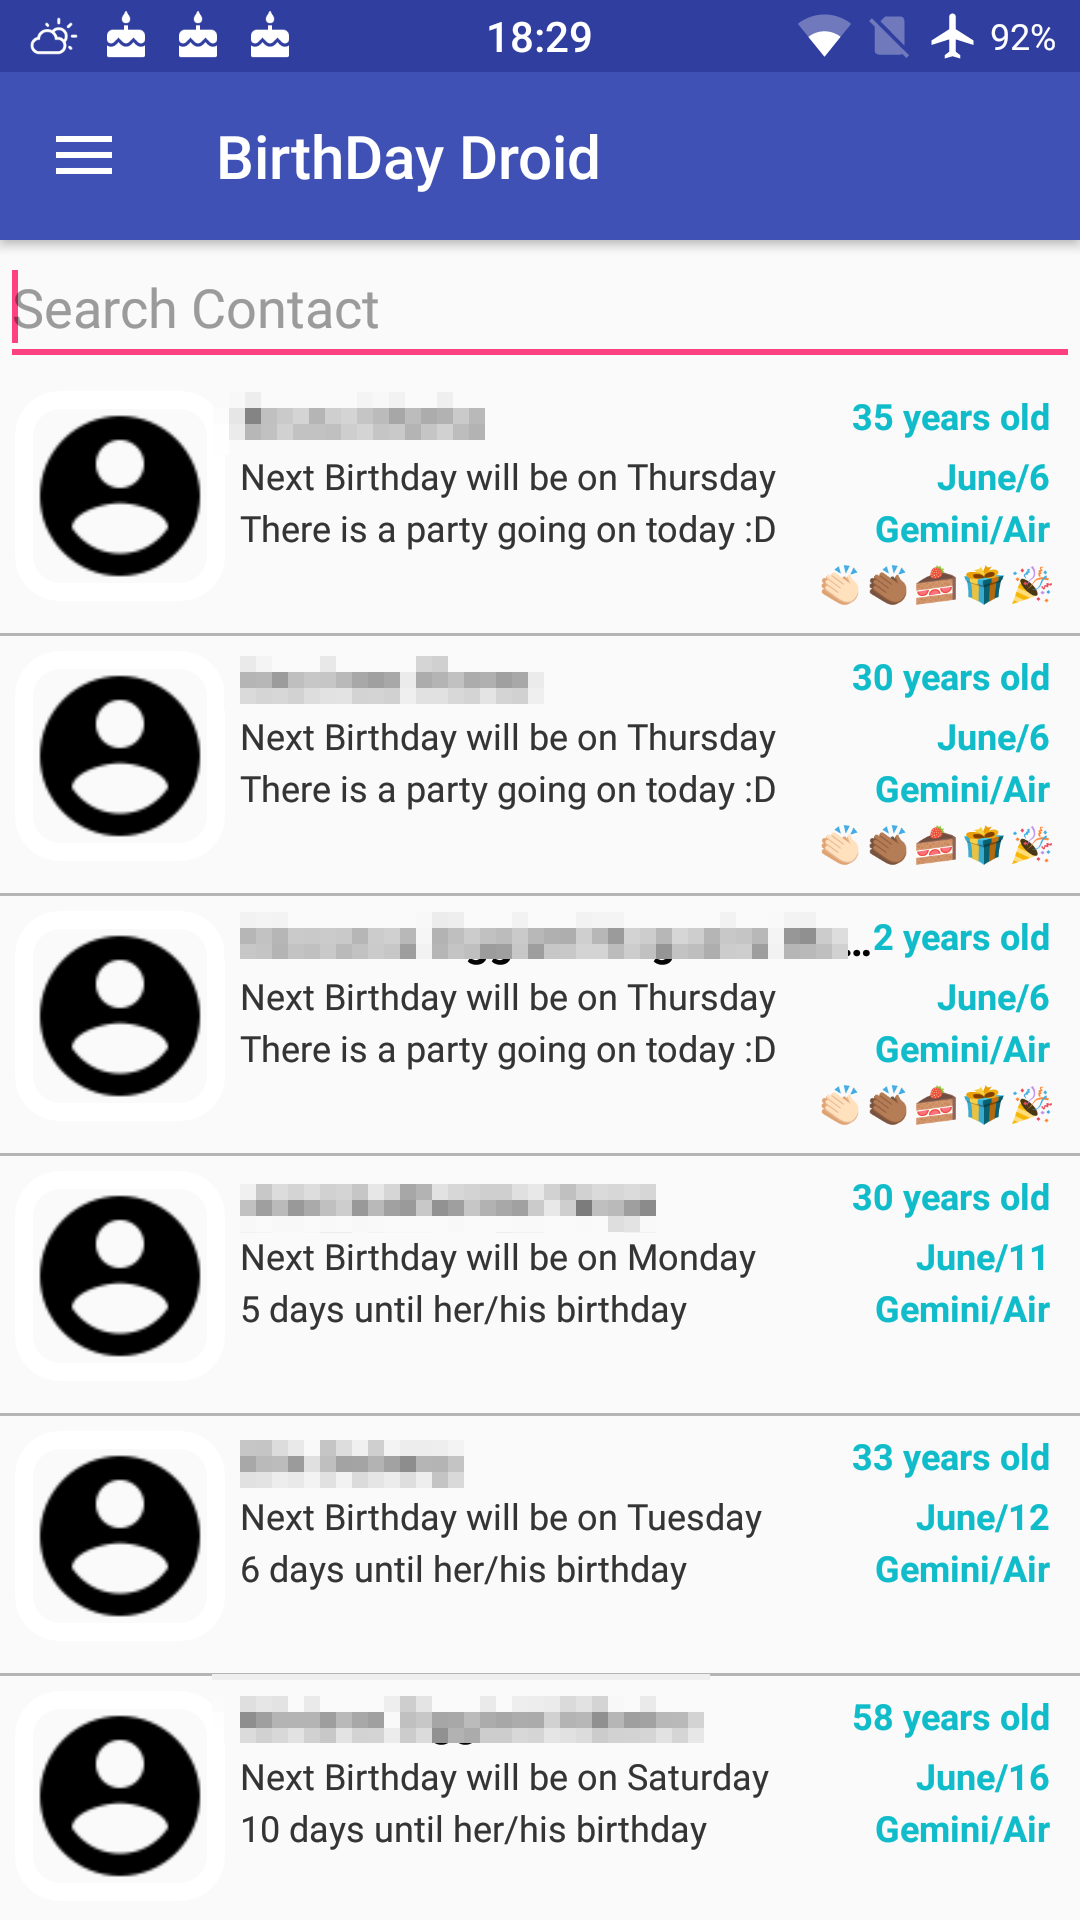 18:29
92%
BirthDay Droid
Search Contact
35 years old
Next Birthday will be on Thursday
June/6
There is a party going on today :D
Gemini/Air
👏🏻👏🏾🍰🎁🎉
30 years old
Next Birthday will be on Thursday
June/6
There is a party going on today :D
Gemini/Air
👏🏻👏🏾🍰🎁🎉
2 years old
Next Birthday will be on Thursday
June/6
There is a party going on today :D
Gemini/Air
👏🏻👏🏾🍰🎁🎉
30 years old
Next Birthday will be on Monday
June/11
5 days until her/his birthday
Gemini/Air
33 years old
Next Birthday will be on Tuesday
June/12
6 days until her/his birthday
Gemini/Air
58 years old
Next Birthday will be on Saturday
June/16
10 days until her/his birthday
Gemini/Air